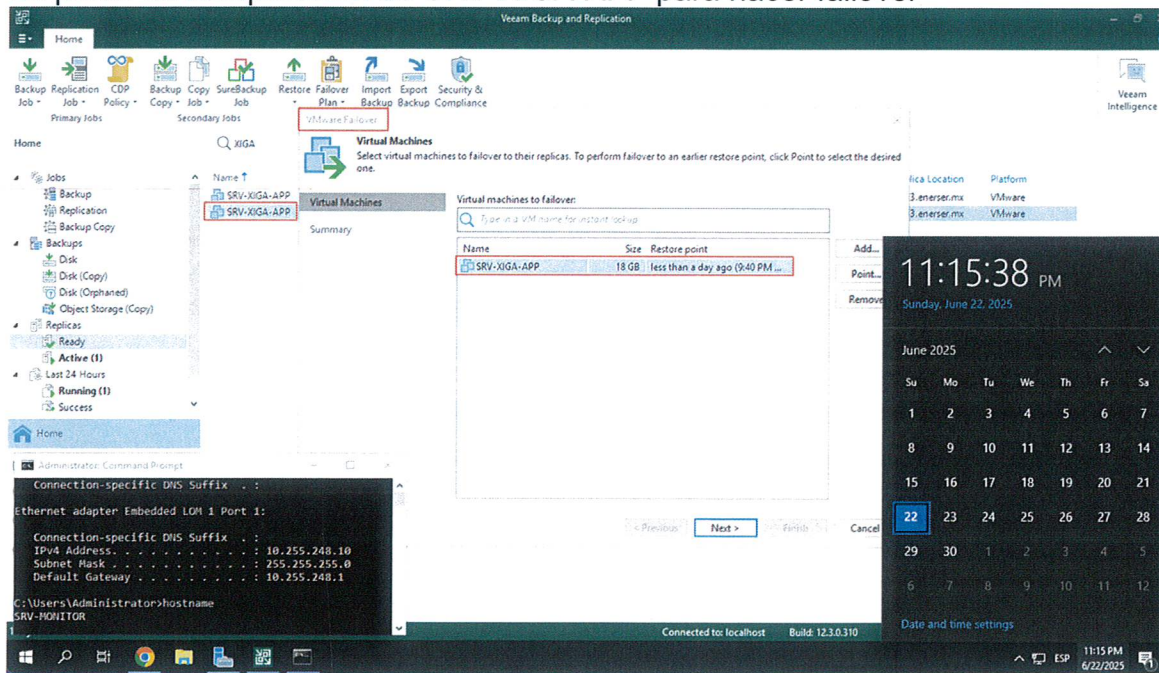 para hacer failover
Veeam Backup and Replication
Home
Backup Job
Replication Job
CDP Policy
Backup Copy
Copy Job
SureBackup Job
Restore
Failover Plan
Import Backup
Export Backup
Security & Compliance
Veeam Intelligence
Primary Jobs
Secondary Jobs
Home
XIGA
Jobs
Backup
Replication
Backup Copy
Backups
Disk
Disk (Copy)
Disk (Orphaned)
Object Storage (Copy)
Replicas
Ready
Active (1)
Last 24 Hours
Running (1)
Success
Home
Name
SRV-XIGA-APP
SRV-XIGA-APP
VMware Failover
Virtual Machines
Select virtual machines to failover to their replicas. To perform failover to an earlier restore point, click Point to select the desired
one.
Virtual Machines
Summary
Virtual machines to failover:
Type in a VM name for instant lookup
Name Size Restore point
SRV-XIGA-APP 18 GB less than a day ago (9:40 PM ...
Add...
Point...
Remove
< Previous Next > Finish Cancel
lica Location Platform
3.enerser.mx VMware
3.enerser.mx VMware
11:15:38 PM
Sunday, June 22, 2025
June 2025
Su Mo Tu We Th Fr Sa
1 2 3 4 5 6 7
8 9 10 11 12 13 14
15 16 17 18 19 20 21
22 23 24 25 26 27 28
29 30 1 2 3 4 5
6 7 8 9 10 11 12
Date and time settings
Administrator: Command Prompt
Connection-specific DNS Suffix . :
Ethernet adapter Embedded LOM 1 Port 1:
Connection-specific DNS Suffix . :
IPv4 Address. . . . . . . . . . . : 10.255.248.10
Subnet Mask . . . . . . . . . . . : 255.255.255.0
Default Gateway . . . . . . . . . : 10.255.248.1
C:\Users\Administrator>hostname
SRV-MONITOR
Connected to: localhost Build: 12.3.0.310
ESP
11:15 PM
6/22/2025